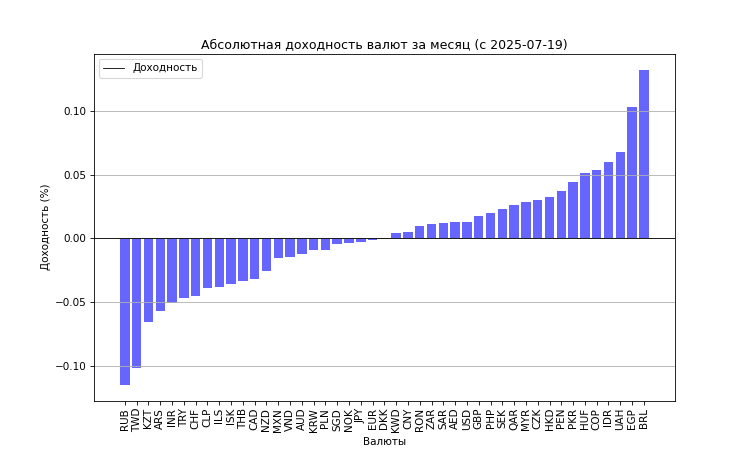 Абсолютная доходность валют за месяц (с 2025-07-19)
Доходность
0.10
0.05
0.00
−0.05
−0.10
Доходность (%)
RUB TWD KZT ARS INR TRY CHF CLP ILS ISK THB CAD NZD MXN VND AUD KRW PLN SGD NOK JPY EUR DKK KWD CNY RON ZAR SAR AED USD GBP PHP SEK QAR MYR CZK HKD PEN PKR HUF COP IDR UAH EGP BRL
Валюты